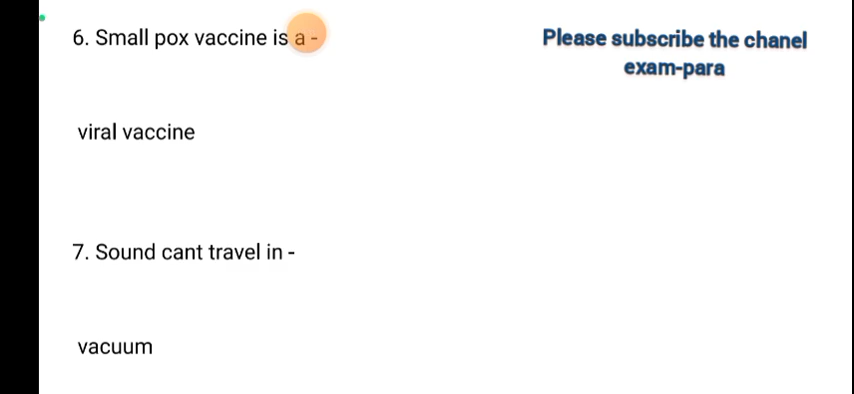 6. Small pox vaccine is a -
Please subscribe the chanel
exam-para
viral vaccine
7. Sound cant travel in -
vacuum